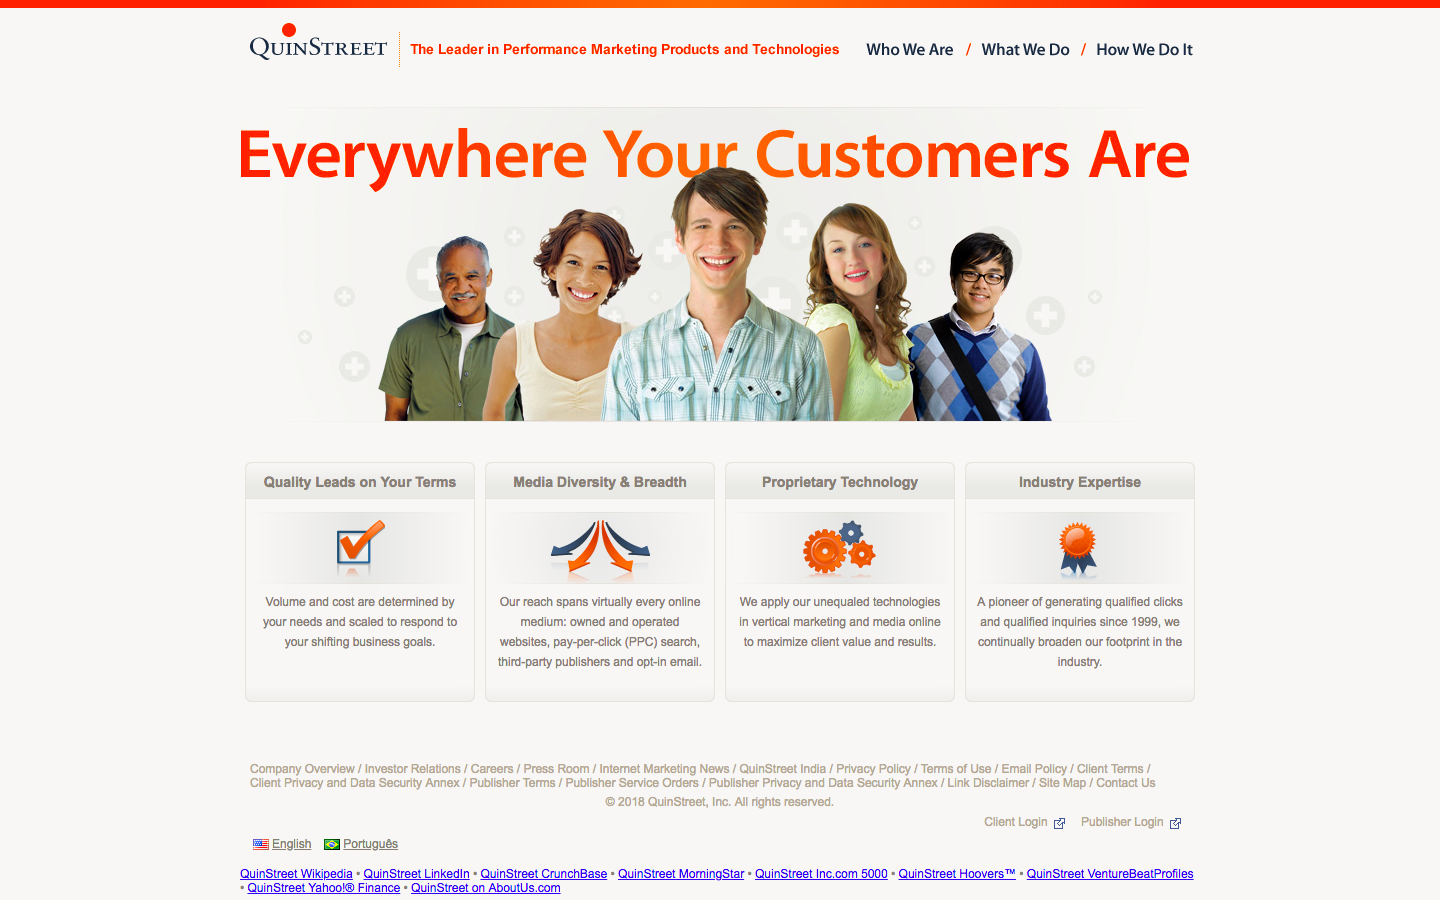 QUINSTREET
The Leader in Performance Marketing Products and Technologies
Who We Are / What We Do / How We Do It
Everywhere Your Customers Are
Quality Leads on Your Terms
Volume and cost are determined by
your needs and scaled to respond to
your shifting business goals.
Media Diversity & Breadth
Our reach spans virtually every online
medium: owned and operated
websites, pay-per-click (PPC) search,
third-party publishers and opt-in email.
Proprietary Technology
We apply our unequaled technologies
in vertical marketing and media online
to maximize client value and results.
Industry Expertise
A pioneer of generating qualified clicks
and qualified inquiries since 1999, we
continually broaden our footprint in the
industry.
Company Overview / Investor Relations / Careers / Press Room / Internet Marketing News / QuinStreet India / Privacy Policy / Terms of Use / Email Policy / Client Terms /
Client Privacy and Data Security Annex / Publisher Terms / Publisher Service Orders / Publisher Privacy and Data Security Annex / Link Disclaimer / Site Map / Contact Us
© 2018 QuinStreet, Inc. All rights reserved.
Client Login Publisher Login
English Português
QuinStreet Wikipedia • QuinStreet LinkedIn • QuinStreet CrunchBase • QuinStreet MorningStar • QuinStreet Inc.com 5000 • QuinStreet Hoovers™ • QuinStreet VentureBeatProfiles
• QuinStreet Yahoo!® Finance • QuinStreet on AboutUs.com